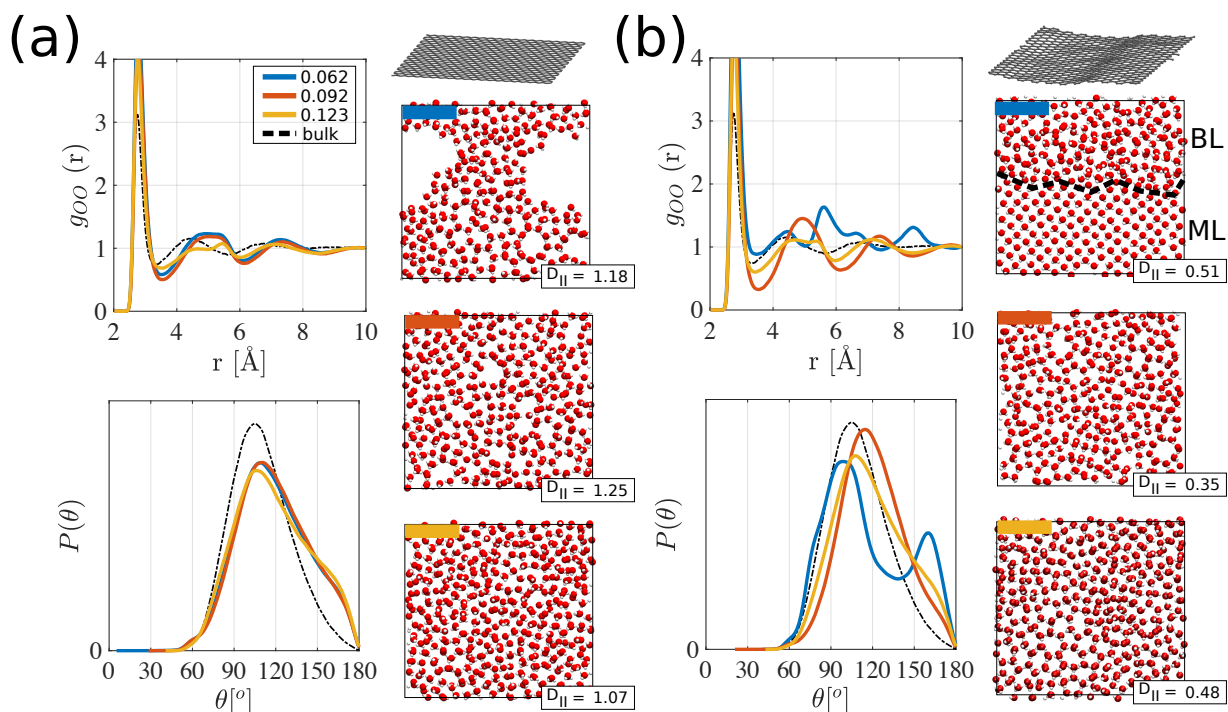 (a)
4
3
2
1
0
g_OO (r)
0.062
0.092
0.123
bulk
2 4 6 8 10
r [Å]
D_II = 1.18
D_II = 1.25
P(θ)
0
0 30 60 90 120 150 180
θ[°]
D_II = 1.07
(b)
4
3
2
1
0
g_OO (r)
2 4 6 8 10
r [Å]
BL
ML
D_II = 0.51
D_II = 0.35
P(θ)
0
0 30 60 90 120 150 180
θ[°]
D_II = 0.48